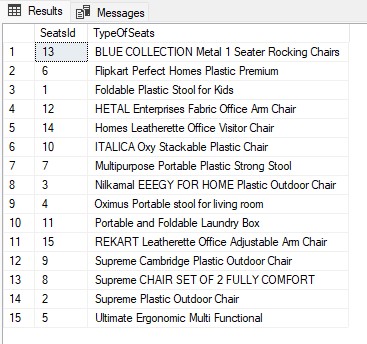 Results Messages
SeatsId TypeOfSeats
1 13 BLUE COLLECTION Metal 1 Seater Rocking Chairs
2 6 Flipkart Perfect Homes Plastic Premium
3 1 Foldable Plastic Stool for Kids
4 12 HETAL Enterprises Fabric Office Arm Chair
5 14 Homes Leatherette Office Visitor Chair
6 10 ITALICA Oxy Stackable Plastic Chair
7 7 Multipurpose Portable Plastic Strong Stool
8 3 Nilkamal EEEGY FOR HOME Plastic Outdoor Chair
9 4 Oximus Portable stool for living room
10 11 Portable and Foldable Laundry Box
11 15 REKART Leatherette Office Adjustable Arm Chair
12 9 Supreme Cambridge Plastic Outdoor Chair
13 8 Supreme CHAIR SET OF 2 FULLY COMFORT
14 2 Supreme Plastic Outdoor Chair
15 5 Ultimate Ergonomic Multi Functional